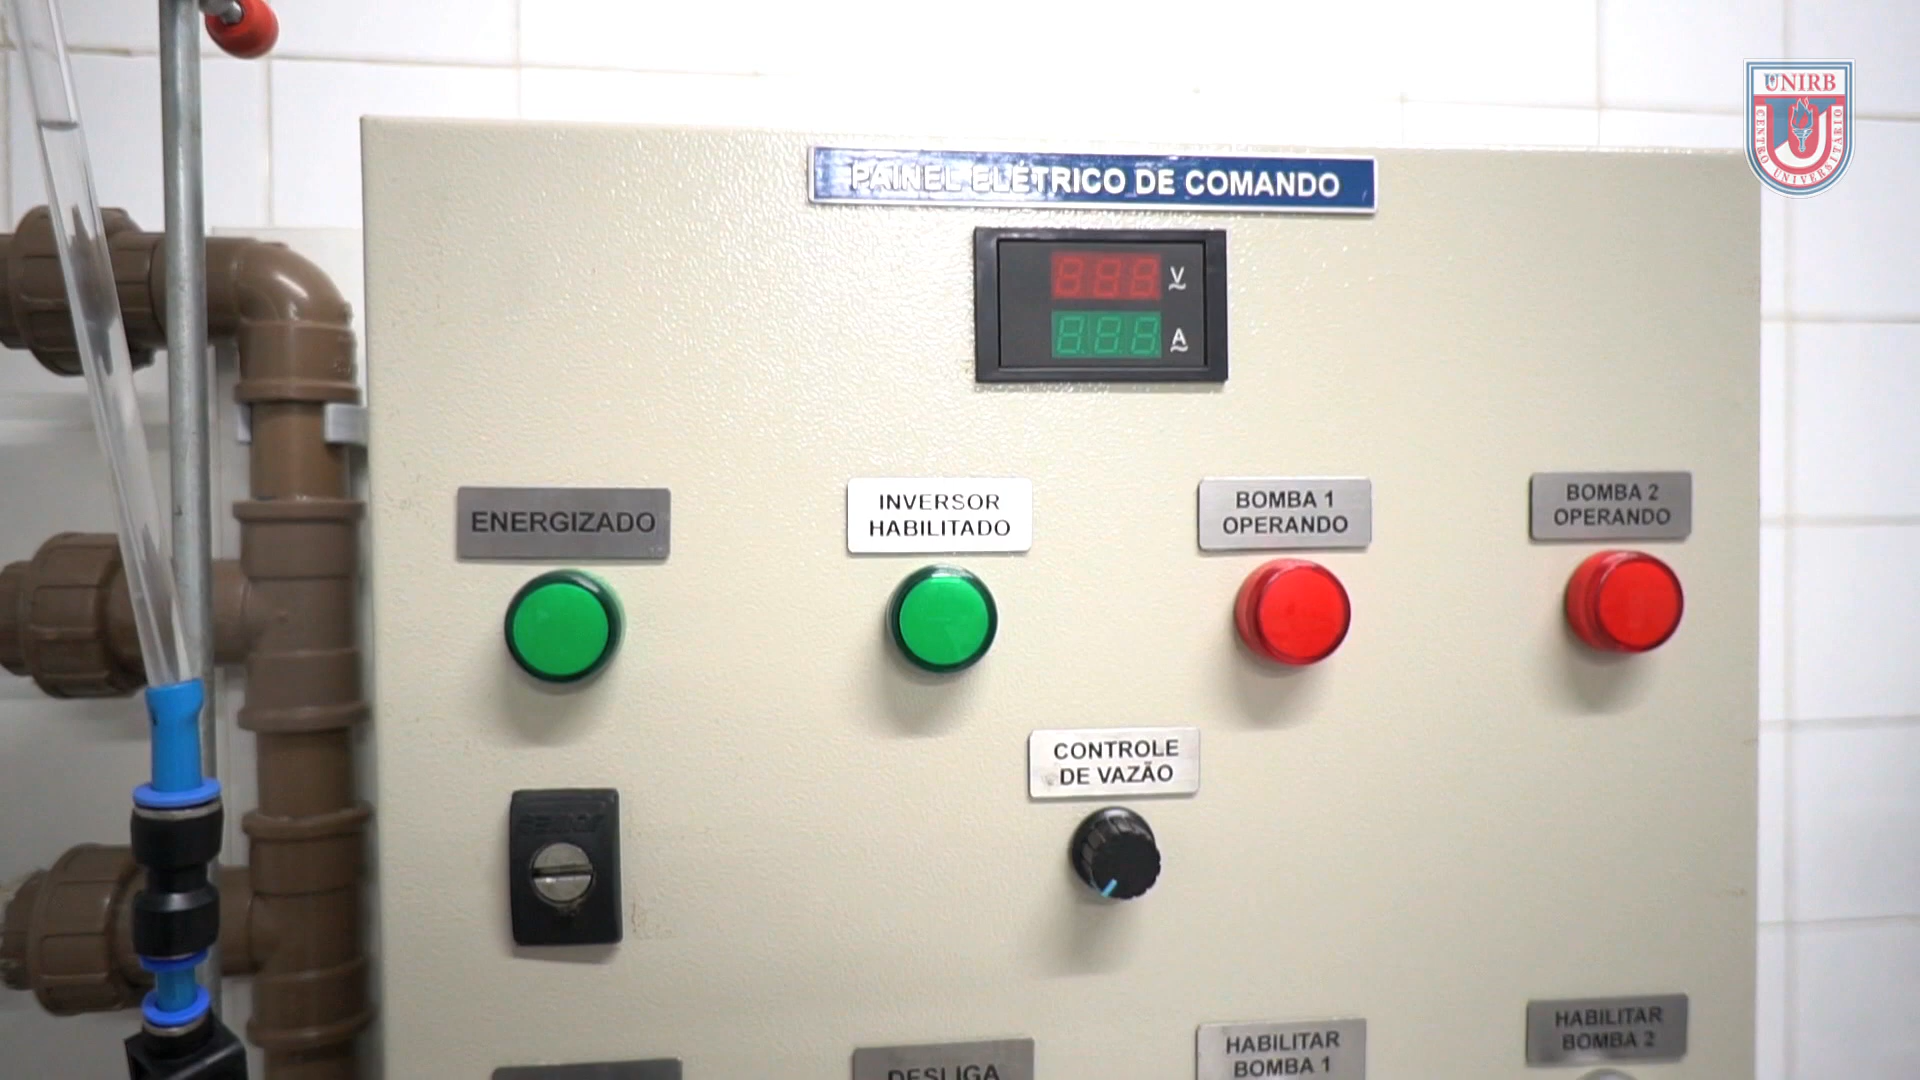 UNIRB
CENTRO UNIVERSITÁRIO
PAINEL ELÉTRICO DE COMANDO
V
A
ENERGIZADO
INVERSOR
HABILITADO
BOMBA 1
OPERANDO
BOMBA 2
OPERANDO
CONTROLE
DE VAZÃO
DESLIGA
HABILITAR
BOMBA 1
HABILITAR
BOMBA 2